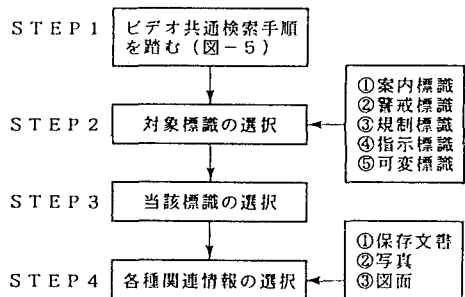 STEP1
ビデオ共通検索手順
を踏む(図−5)
STEP2
対象標識の選択
①案内標識
②警戒標識
③規制標識
④指示標識
⑤可変標識
STEP3
当該標識の選択
STEP4
各種関連情報の選択
①保存文書
②写真
③図面